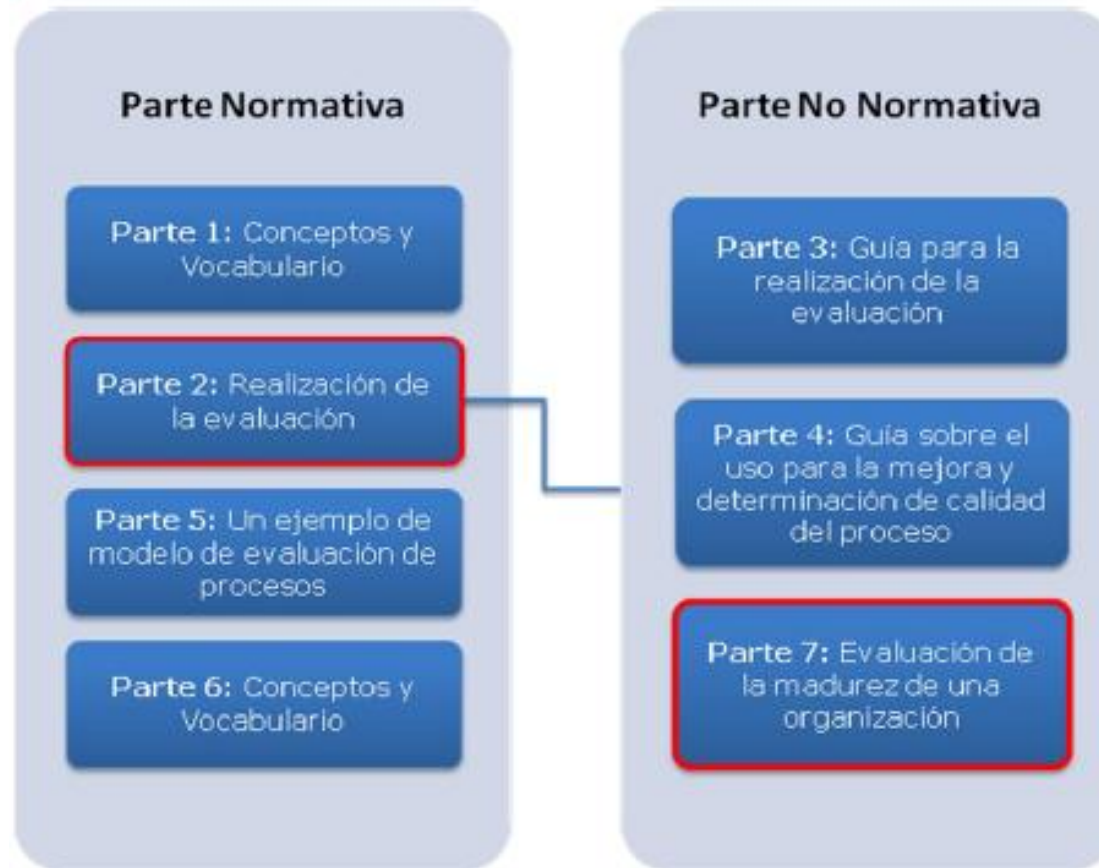 Parte Normativa
Parte 1: Conceptos y
Vocabulario
Parte 2: Realización de
la evaluación
Parte 5: Un ejemplo de
modelo de evaluación de
procesos
Parte 6: Conceptos y
Vocabulario
Parte No Normativa
Parte 3: Guía para la
realización de la
evaluación
Parte 4: Guía sobre el
uso para la mejora y
determinación de calidad
del proceso
Parte 7: Evaluación de
la madurez de una
organización